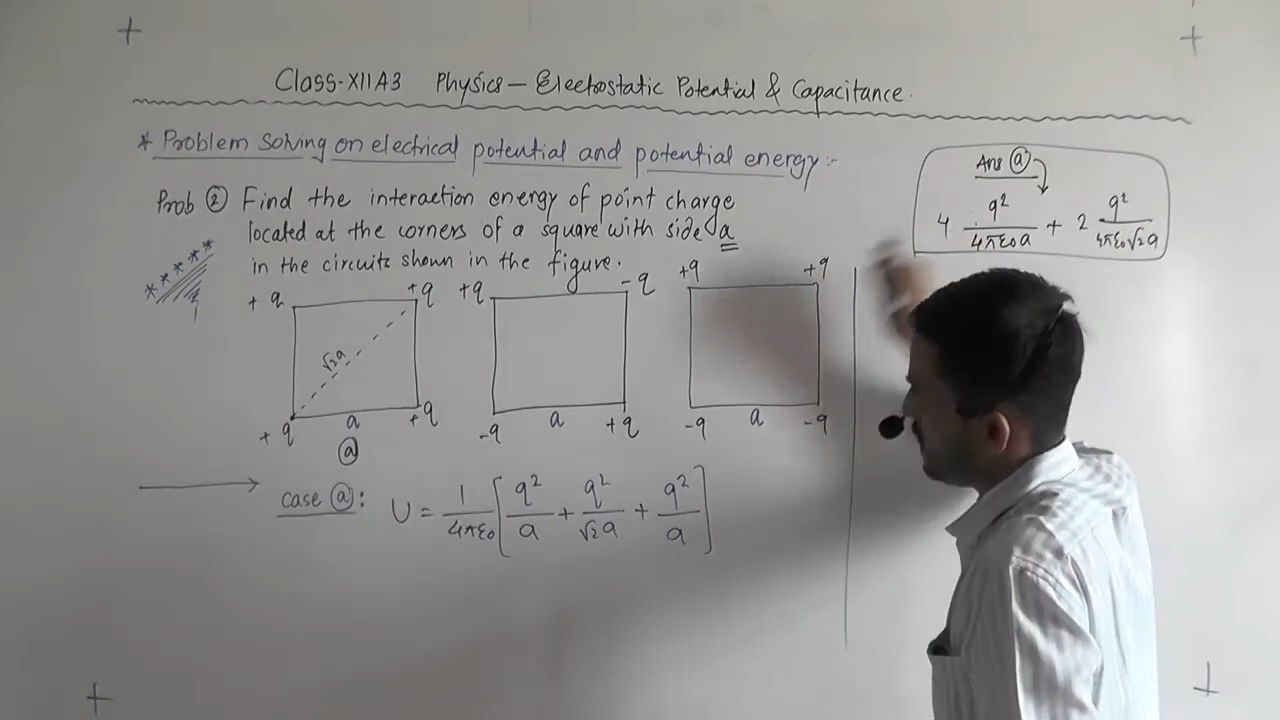 Class-XII A3 Physics — Electrostatic Potential & Capacitance.
* Problem Solving on electrical potential and potential energy:-
Prob ② Find the interaction energy of point charge
located at the corners of a square with side a
in the circuits shown in the figure.
*****
Ans ⓐ
4 q²/4πε₀a + 2 q²/4πε₀√2a
+q +q +q -q +q +q
√2a
+q a +q -q a +q -q a -q
ⓐ
case ⓐ: U = 1/4πε₀ [q²/a + q²/√2a + q²/a]